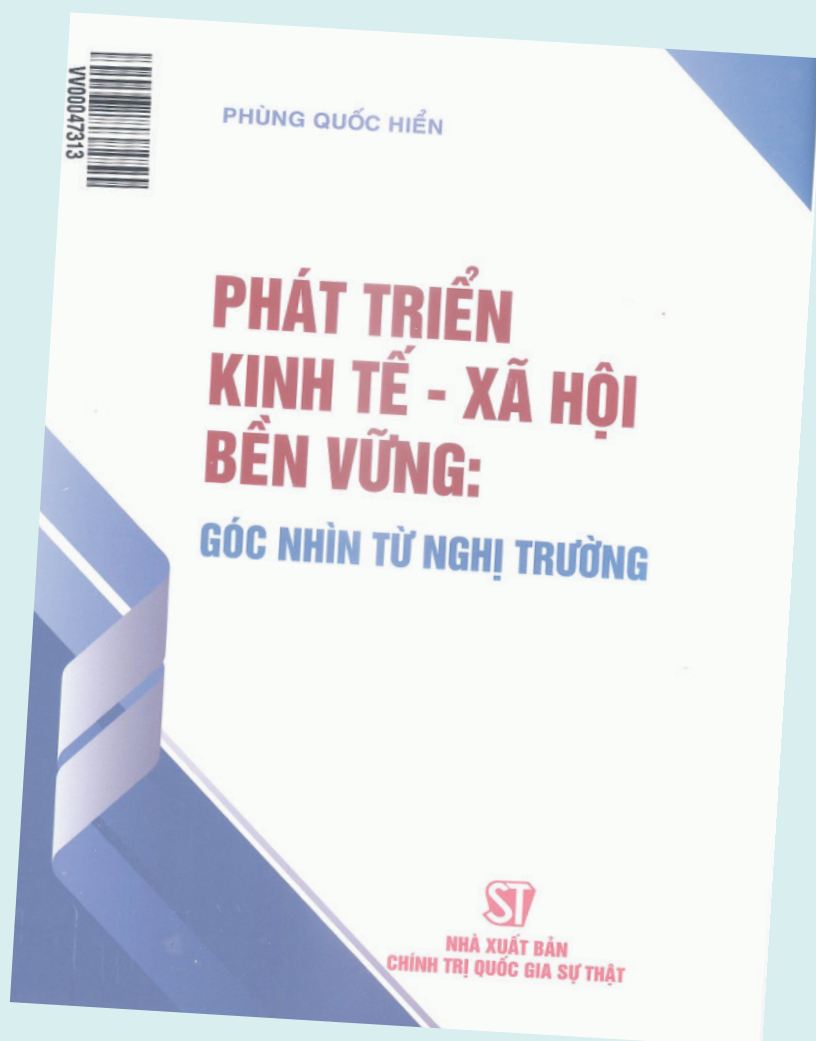 VV00047313
PHÙNG QUỐC HIỂN
PHÁT TRIỂN
KINH TẾ - XÃ HỘI
BỀN VỮNG:
GÓC NHÌN TỪ NGHỊ TRƯỜNG
ST
NHÀ XUẤT BẢN
CHÍNH TRỊ QUỐC GIA SỰ THẬT